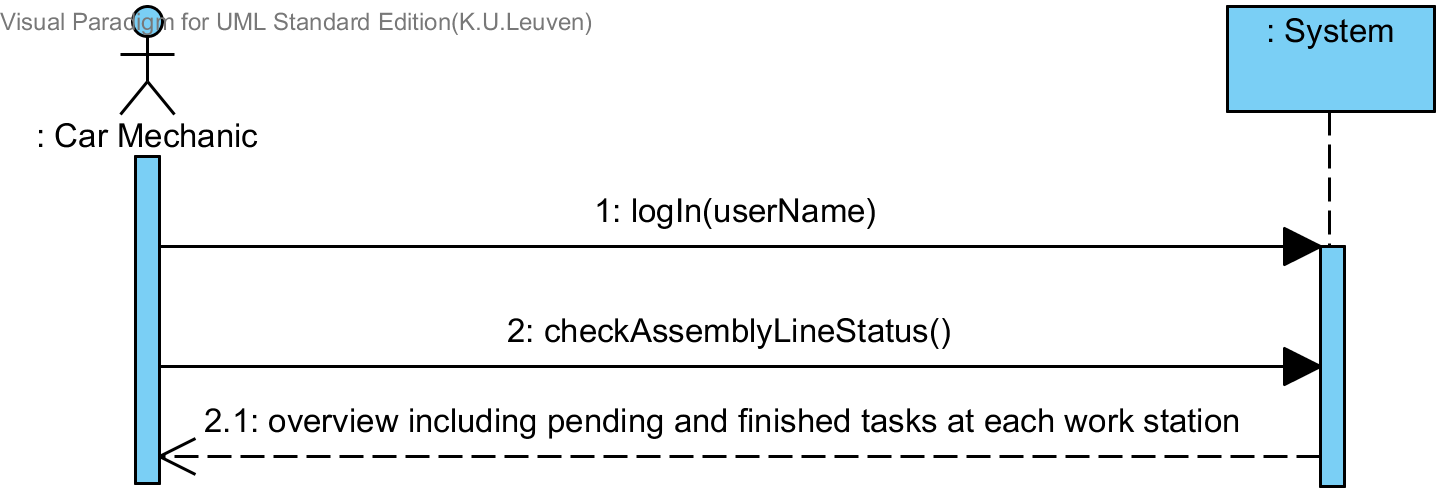 Visual Paradigm for UML Standard Edition(K.U.Leuven)
: System
: Car Mechanic
1: logIn(userName)
2: checkAssemblyLineStatus()
2.1: overview including pending and finished tasks at each work station